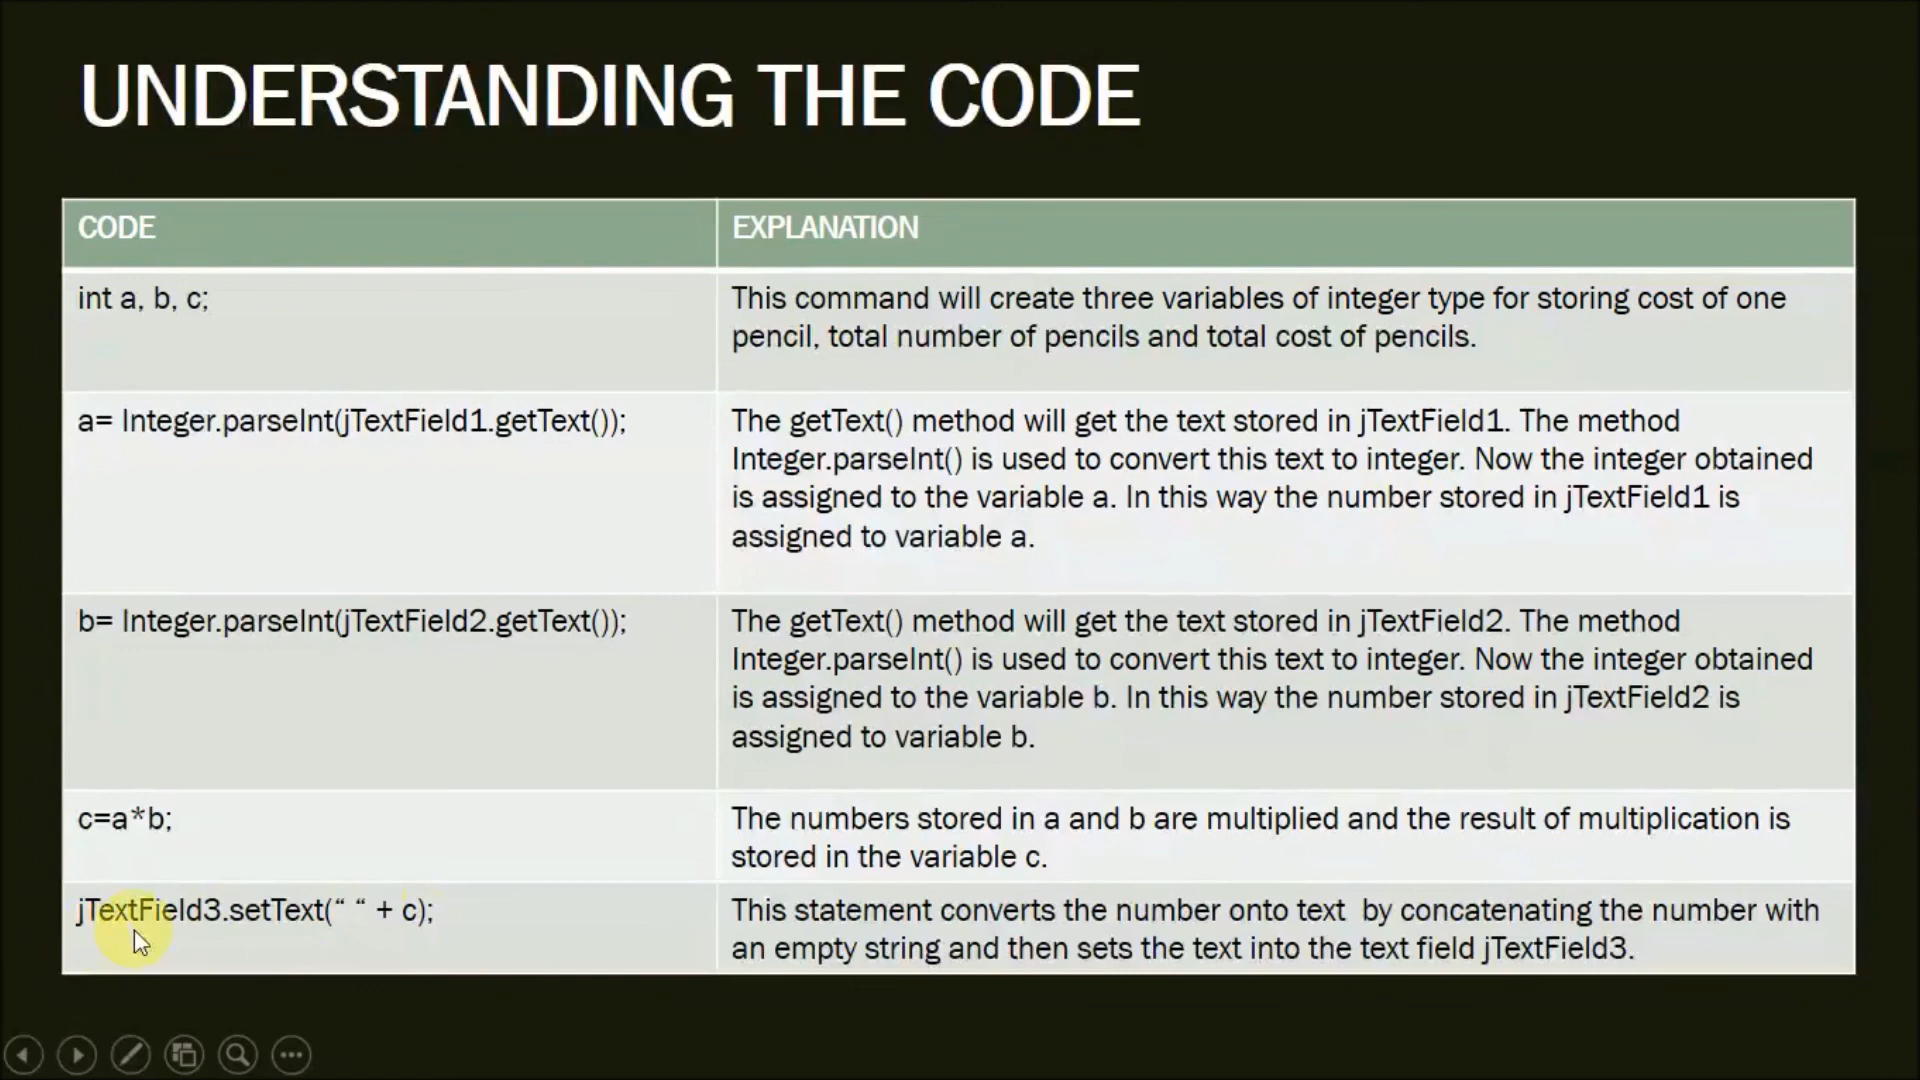 UNDERSTANDING THE CODE
CODE
EXPLANATION
int a, b, c;
This command will create three variables of integer type for storing cost of one
pencil, total number of pencils and total cost of pencils.
a= Integer.parseInt(jTextField1.getText());
The getText() method will get the text stored in jTextField1. The method
Integer.parseInt() is used to convert this text to integer. Now the integer obtained
is assigned to the variable a. In this way the number stored in jTextField1 is
assigned to variable a.
b= Integer.parseInt(jTextField2.getText());
The getText() method will get the text stored in jTextField2. The method
Integer.parseInt() is used to convert this text to integer. Now the integer obtained
is assigned to the variable b. In this way the number stored in jTextField2 is
assigned to variable b.
c=a*b;
The numbers stored in a and b are multiplied and the result of multiplication is
stored in the variable c.
jTextField3.setText(“ “ + c);
This statement converts the number onto text  by concatenating the number with
an empty string and then sets the text into the text field jTextField3.